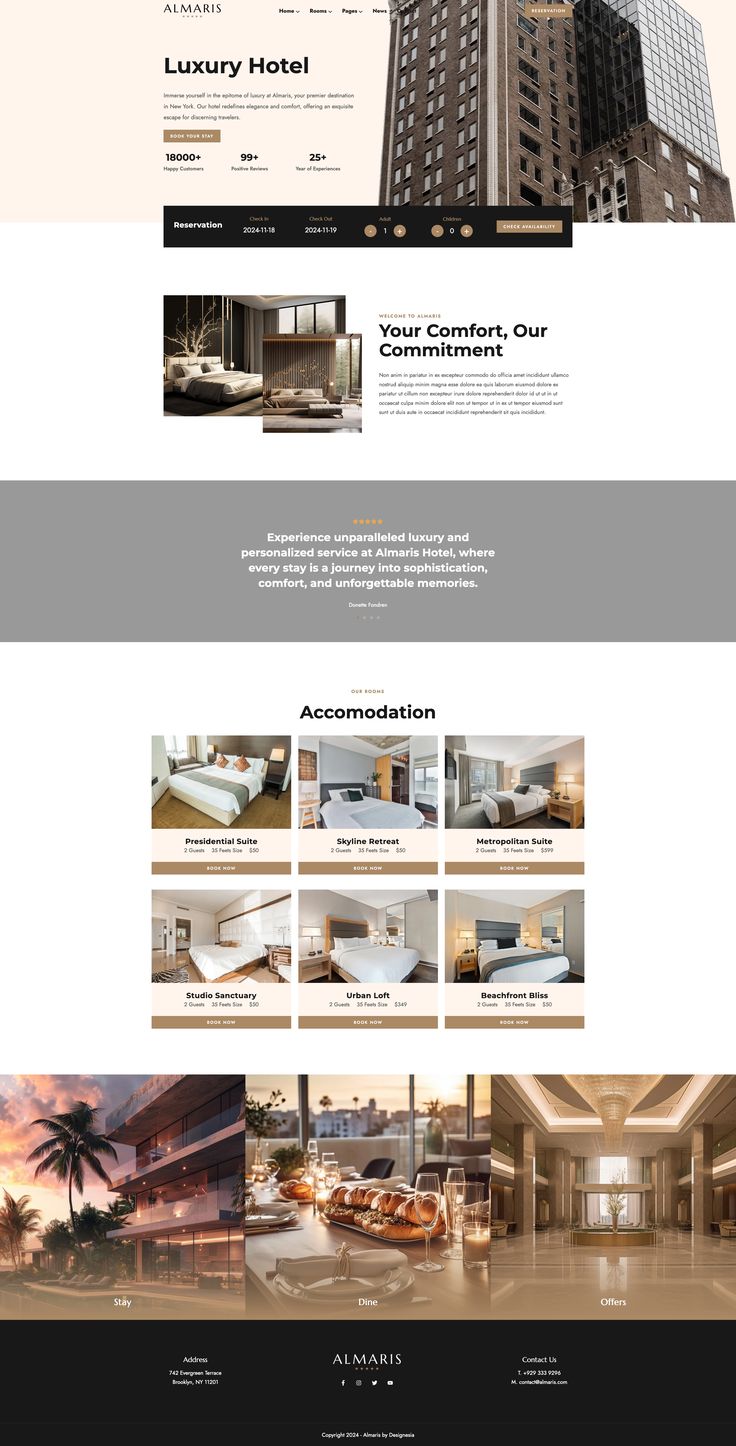 ALMARIS
Home Rooms Pages News
RESERVATION
Luxury Hotel
Immerse yourself in the epitome of luxury at Almaris, your premier destination
in New York. Our hotel redefines elegance and comfort, offering an exquisite
escape for discerning travelers.
BOOK YOUR STAY
18000+ 99+ 25+
Happy Customers Positive Reviews Year of Experiences
Reservation
Check In Check Out Adult Children
2024-11-18 2024-11-19 - 1 + - 0 +
CHECK AVAILABILITY
WELCOME TO ALMARIS
Your Comfort, Our
Commitment
Non anim in pariatur in ex excepteur commodo do officia amet incididunt ullamco
nostrud aliquip minim magna esse dolore ea quis laborum eiusmod dolore ex
pariatur ut cillum non excepteur irure dolore reprehenderit dolor id ut ut in ut
occaecat culpa minim dolore elit non ut tempor ut in ex ut tempor eiusmod sunt
sunt ut duis aute in occaecat incididunt reprehenderit sit quis incididunt.
Experience unparalleled luxury and
personalized service at Almaris Hotel, where
every stay is a journey into sophistication,
comfort, and unforgettable memories.
Donette Fondren
OUR ROOMS
Accomodation
Presidential Suite
2 Guests 35 Feets Size $50
BOOK NOW
Skyline Retreat
2 Guests 35 Feets Size $50
BOOK NOW
Metropolitan Suite
2 Guests 35 Feets Size $599
BOOK NOW
Studio Sanctuary
2 Guests 35 Feets Size $50
BOOK NOW
Urban Loft
2 Guests 35 Feets Size $349
BOOK NOW
Beachfront Bliss
2 Guests 35 Feets Size $50
BOOK NOW
Stay
Dine
Offers
Address
742 Evergreen Terrace
Brooklyn, NY 11201
ALMARIS
Contact Us
T. +929 333 9296
M. contact@almaris.com
Copyright 2024 - Almaris by Designesia